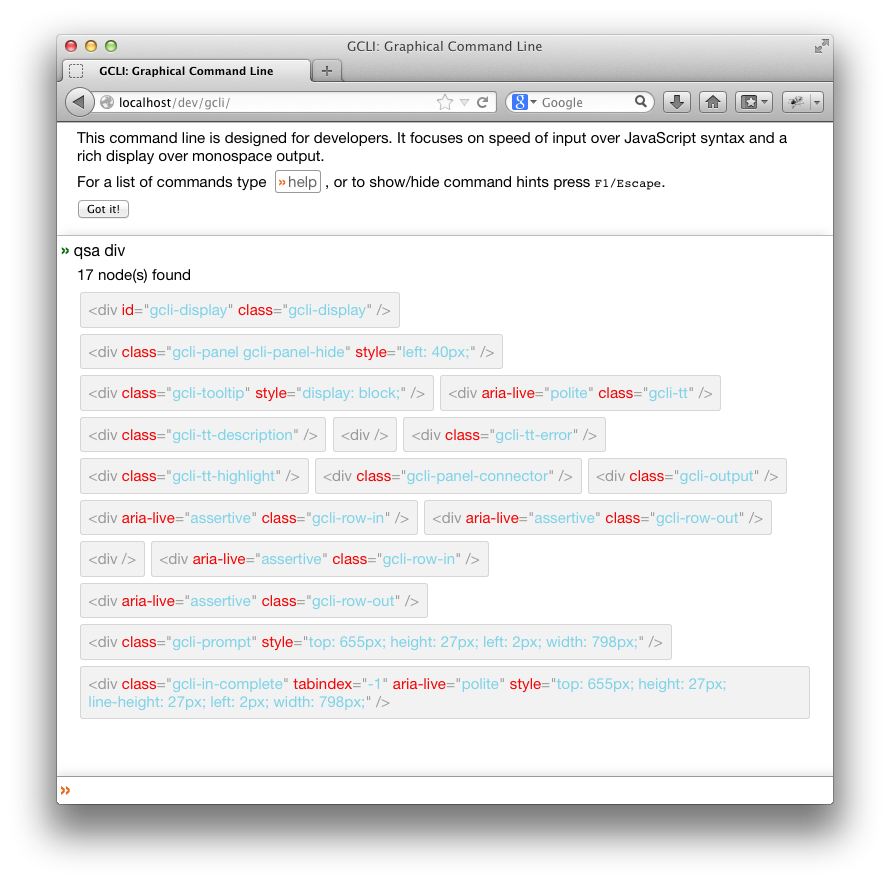 GCLI: Graphical Command Line
GCLI: Graphical Command Line
localhost/dev/gcli/
Google
This command line is designed for developers. It focuses on speed of input over JavaScript syntax and a
rich display over monospace output.
For a list of commands type »help , or to show/hide command hints press F1/Escape.
Got it!
» qsa div
17 node(s) found
<div id="gcli-display" class="gcli-display" />
<div class="gcli-panel gcli-panel-hide" style="left: 40px;" />
<div class="gcli-tooltip" style="display: block;" /> <div aria-live="polite" class="gcli-tt" />
<div class="gcli-tt-description" /> <div /> <div class="gcli-tt-error" />
<div class="gcli-tt-highlight" /> <div class="gcli-panel-connector" /> <div class="gcli-output" />
<div aria-live="assertive" class="gcli-row-in" /> <div aria-live="assertive" class="gcli-row-out" />
<div /> <div aria-live="assertive" class="gcli-row-in" />
<div aria-live="assertive" class="gcli-row-out" />
<div class="gcli-prompt" style="top: 655px; height: 27px; left: 2px; width: 798px;" />
<div class="gcli-in-complete" tabindex="-1" aria-live="polite" style="top: 655px; height: 27px;
line-height: 27px; left: 2px; width: 798px;" />
»